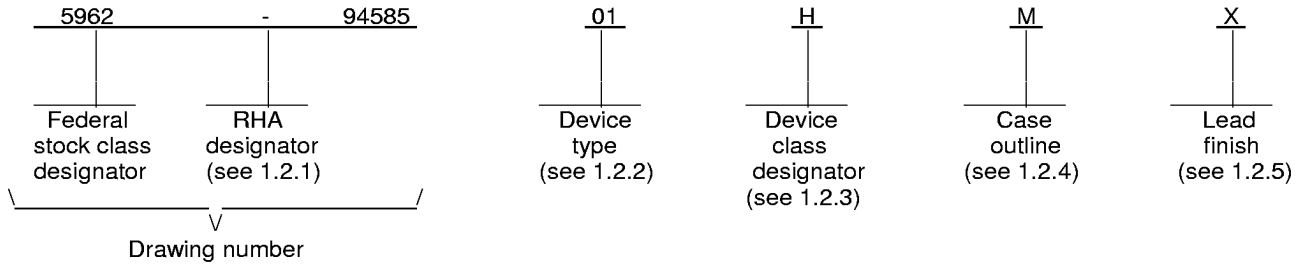 5962 - 94585 01 H M X
Federal stock class designator
RHA designator (see 1.2.1)
Device type (see 1.2.2)
Device class designator (see 1.2.3)
Case outline (see 1.2.4)
Lead finish (see 1.2.5)
Drawing number